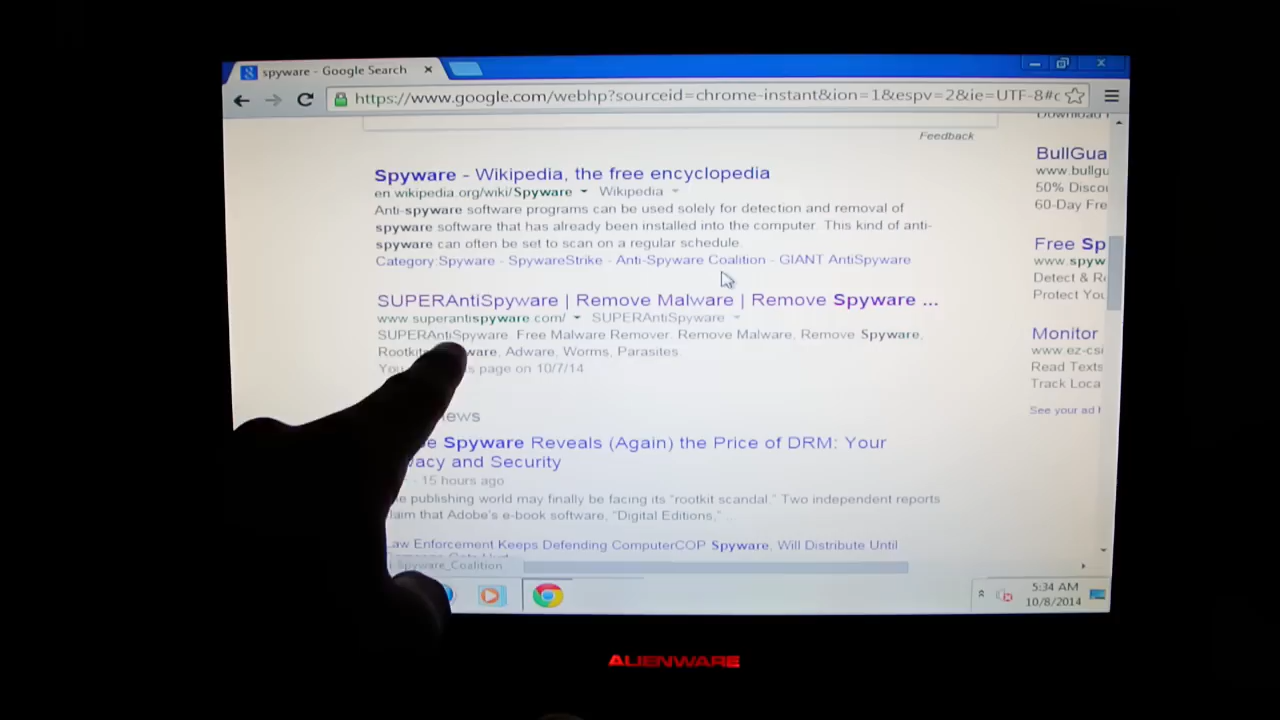 spyware - Google Search
https://www.google.com/webhp?sourceid=chrome-instant&ion=1&espv=2&ie=UTF-8#
Feedback
Spyware - Wikipedia, the free encyclopedia
en.wikipedia.org/wiki/Spyware Wikipedia
Anti-spyware software programs can be used solely for detection and removal of
spyware software that has already been installed into the computer. This kind of anti-
spyware can often be set to scan on a regular schedule.
Category:Spyware - SpywareStrike - Anti-Spyware Coalition - GIANT AntiSpyware
SUPERAntiSpyware | Remove Malware | Remove Spyware ...
www.superantispyware.com/ SUPERAntiSpyware
SUPERAntiSpyware. Free Malware Remover. Remove Malware, Remove Spyware,
Adware, Worms, Parasites.
page on 10/7/14
Spyware Reveals (Again) the Price of DRM: Your
and Security
15 hours ago
publishing world may finally be facing its "rootkit scandal." Two independent reports
that Adobe's e-book software, "Digital Editions,"
Law Enforcement Keeps Defending ComputerCOP Spyware, Will Distribute Until
Spyware_Coalition
BullGua
www.bullgu
50% Disco
60-Day Fre
Free Sp
www.spyw
Detect & R
Protect You
Monitor
www.ez-cs
Read Texts
Track Loca
See your ad
5:34 AM
10/8/2014
ALIENWARE